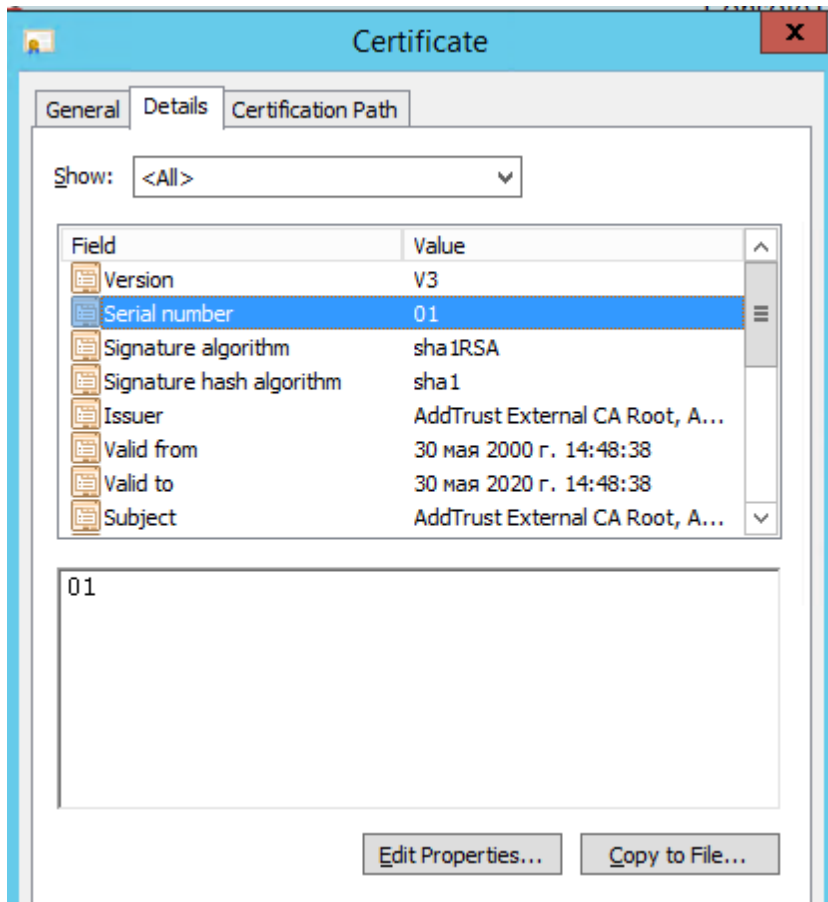 Certificate
x
General Details Certification Path
Show: <All>
Field Value
Version V3
Serial number 01
Signature algorithm sha1RSA
Signature hash algorithm sha1
Issuer AddTrust External CA Root, A...
Valid from 30 мая 2000 г. 14:48:38
Valid to 30 мая 2020 г. 14:48:38
Subject AddTrust External CA Root, A...
01
Edit Properties... Copy to File...